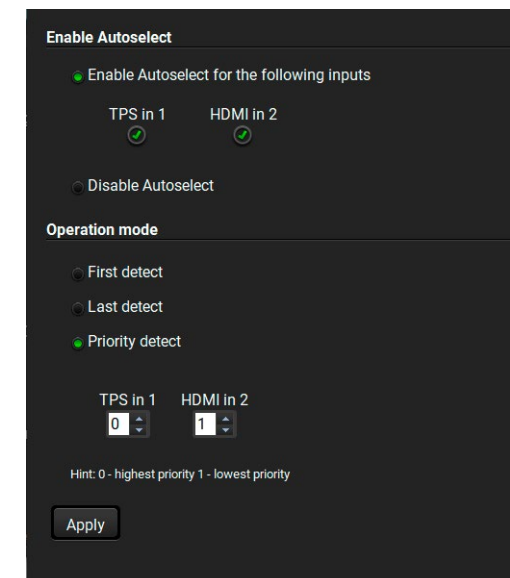 Enable Autoselect
Enable Autoselect for the following inputs
TPS in 1 HDMI in 2
Disable Autoselect
Operation mode
First detect
Last detect
Priority detect
TPS in 1 HDMI in 2
0 1
Hint: 0 - highest priority 1 - lowest priority
Apply